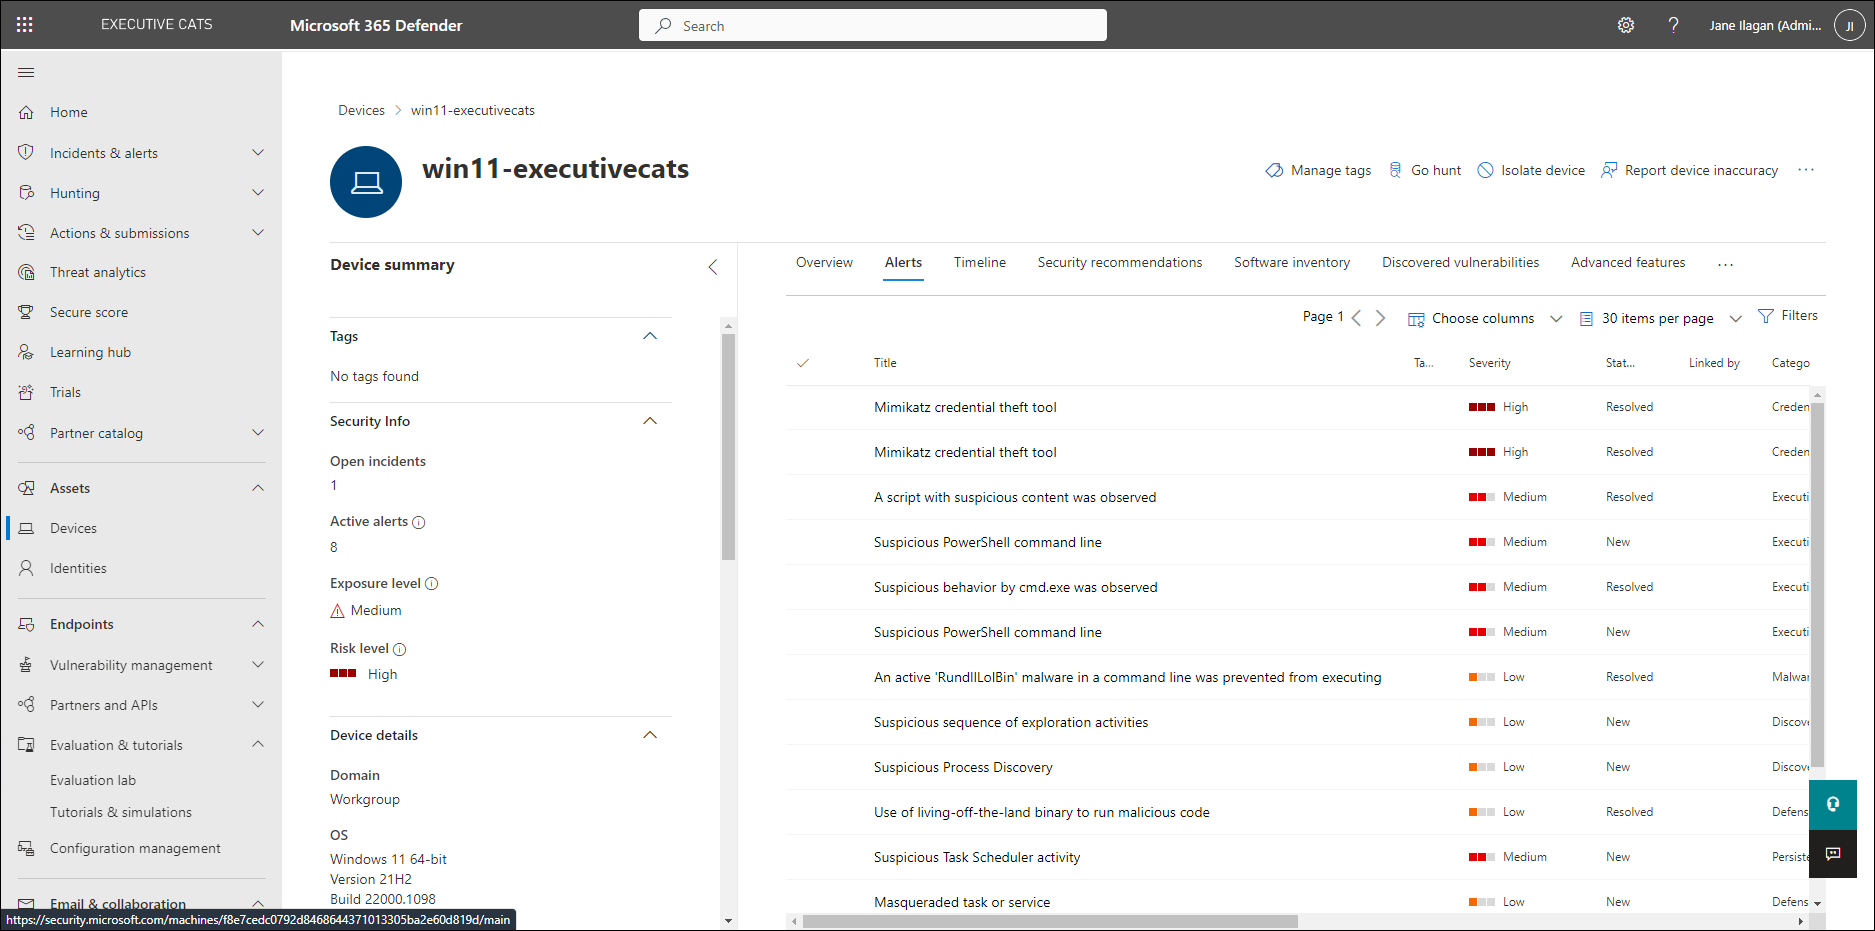 EXECUTIVE CATS
Microsoft 365 Defender
Search
Jane Ilagan (Admi...
JI
Home
Incidents & alerts
Hunting
Actions & submissions
Threat analytics
Secure score
Learning hub
Trials
Partner catalog
Assets
Devices
Identities
Endpoints
Vulnerability management
Partners and APIs
Evaluation & tutorials
Evaluation lab
Tutorials & simulations
Configuration management
Email & collaboration
https://security.microsoft.com/machines/f8e7cedc0792d8468644371013305ba2e60d819d/main
Devices > win11-executivecats
win11-executivecats
Manage tags
Go hunt
Isolate device
Report device inaccuracy
...
Device summary
Tags
No tags found
Security Info
Open incidents
1
Active alerts
8
Exposure level
Medium
Risk level
High
Device details
Domain
Workgroup
OS
Windows 11 64-bit
Version 21H2
Build 22000.1098
Overview Alerts Timeline Security recommendations Software inventory Discovered vulnerabilities Advanced features ...
Page 1 Choose columns 30 items per page Filters
Title Ta... Severity Stat... Linked by Catego
Mimikatz credential theft tool High Resolved Creden
Mimikatz credential theft tool High Resolved Creden
A script with suspicious content was observed Medium Resolved Executi
Suspicious PowerShell command line Medium New Executi
Suspicious behavior by cmd.exe was observed Medium Resolved Executi
Suspicious PowerShell command line Medium New Executi
An active 'RundllLolBin' malware in a command line was prevented from executing Low Resolved Malwar
Suspicious sequence of exploration activities Low New Discove
Suspicious Process Discovery Low New Discove
Use of living-off-the-land binary to run malicious code Low Resolved Defens
Suspicious Task Scheduler activity Medium New Persiste
Masqueraded task or service Low New Defens